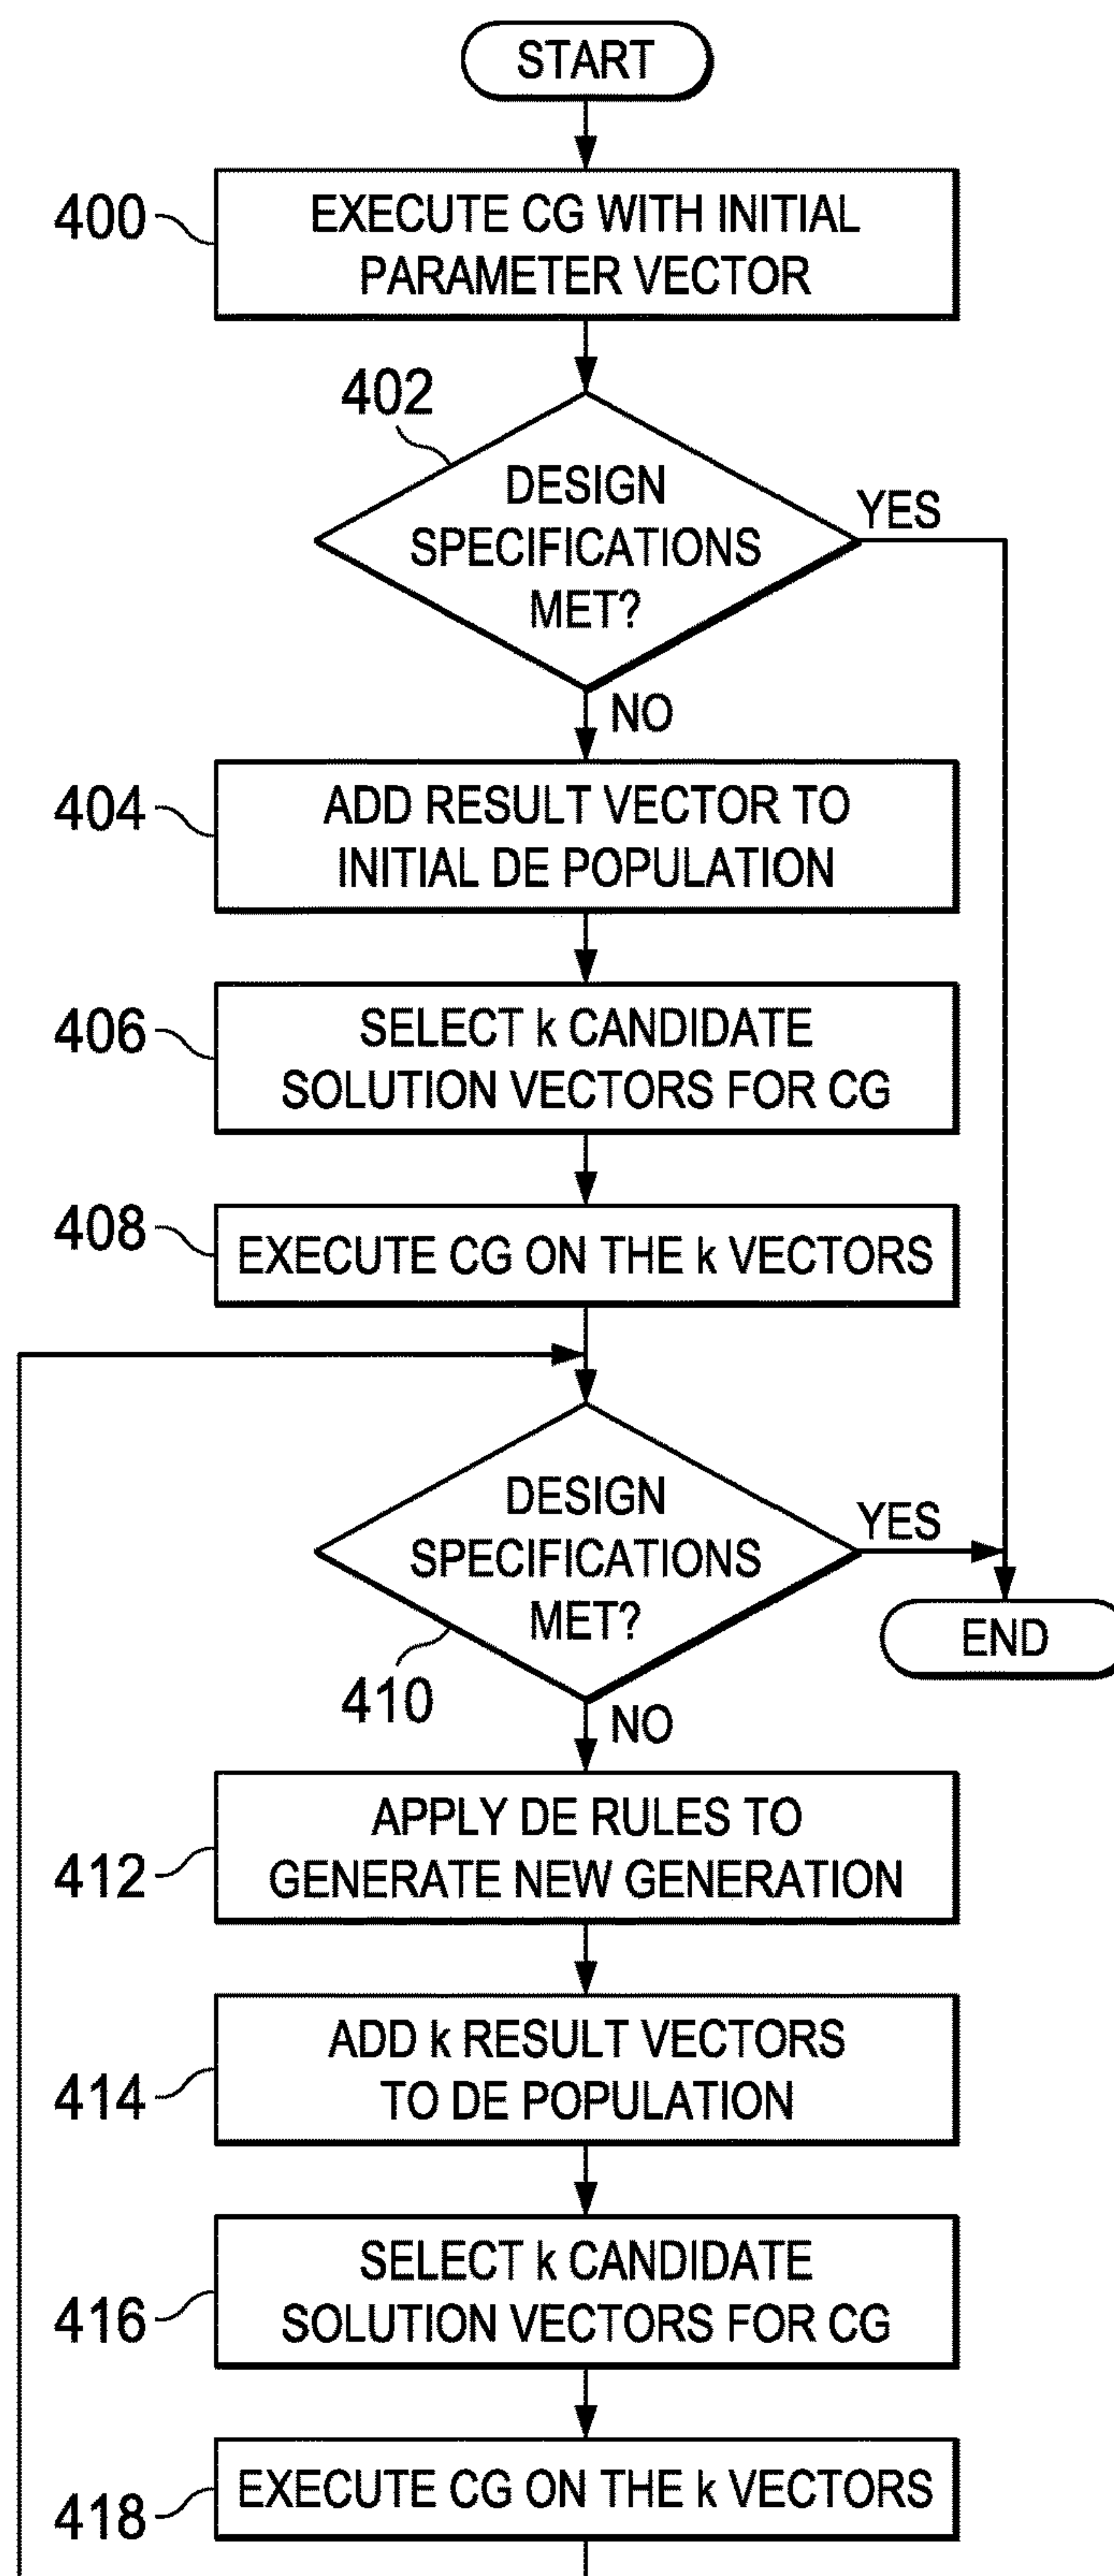 START
400
EXECUTE CG WITH INITIAL
PARAMETER VECTOR
402
DESIGN
SPECIFICATIONS
MET?
YES
NO
404
ADD RESULT VECTOR TO
INITIAL DE POPULATION
406
SELECT k CANDIDATE
SOLUTION VECTORS FOR CG
408
EXECUTE CG ON THE k VECTORS
DESIGN
SPECIFICATIONS
MET?
YES
END
410
NO
412
APPLY DE RULES TO
GENERATE NEW GENERATION
414
ADD k RESULT VECTORS
TO DE POPULATION
416
SELECT k CANDIDATE
SOLUTION VECTORS FOR CG
418
EXECUTE CG ON THE k VECTORS